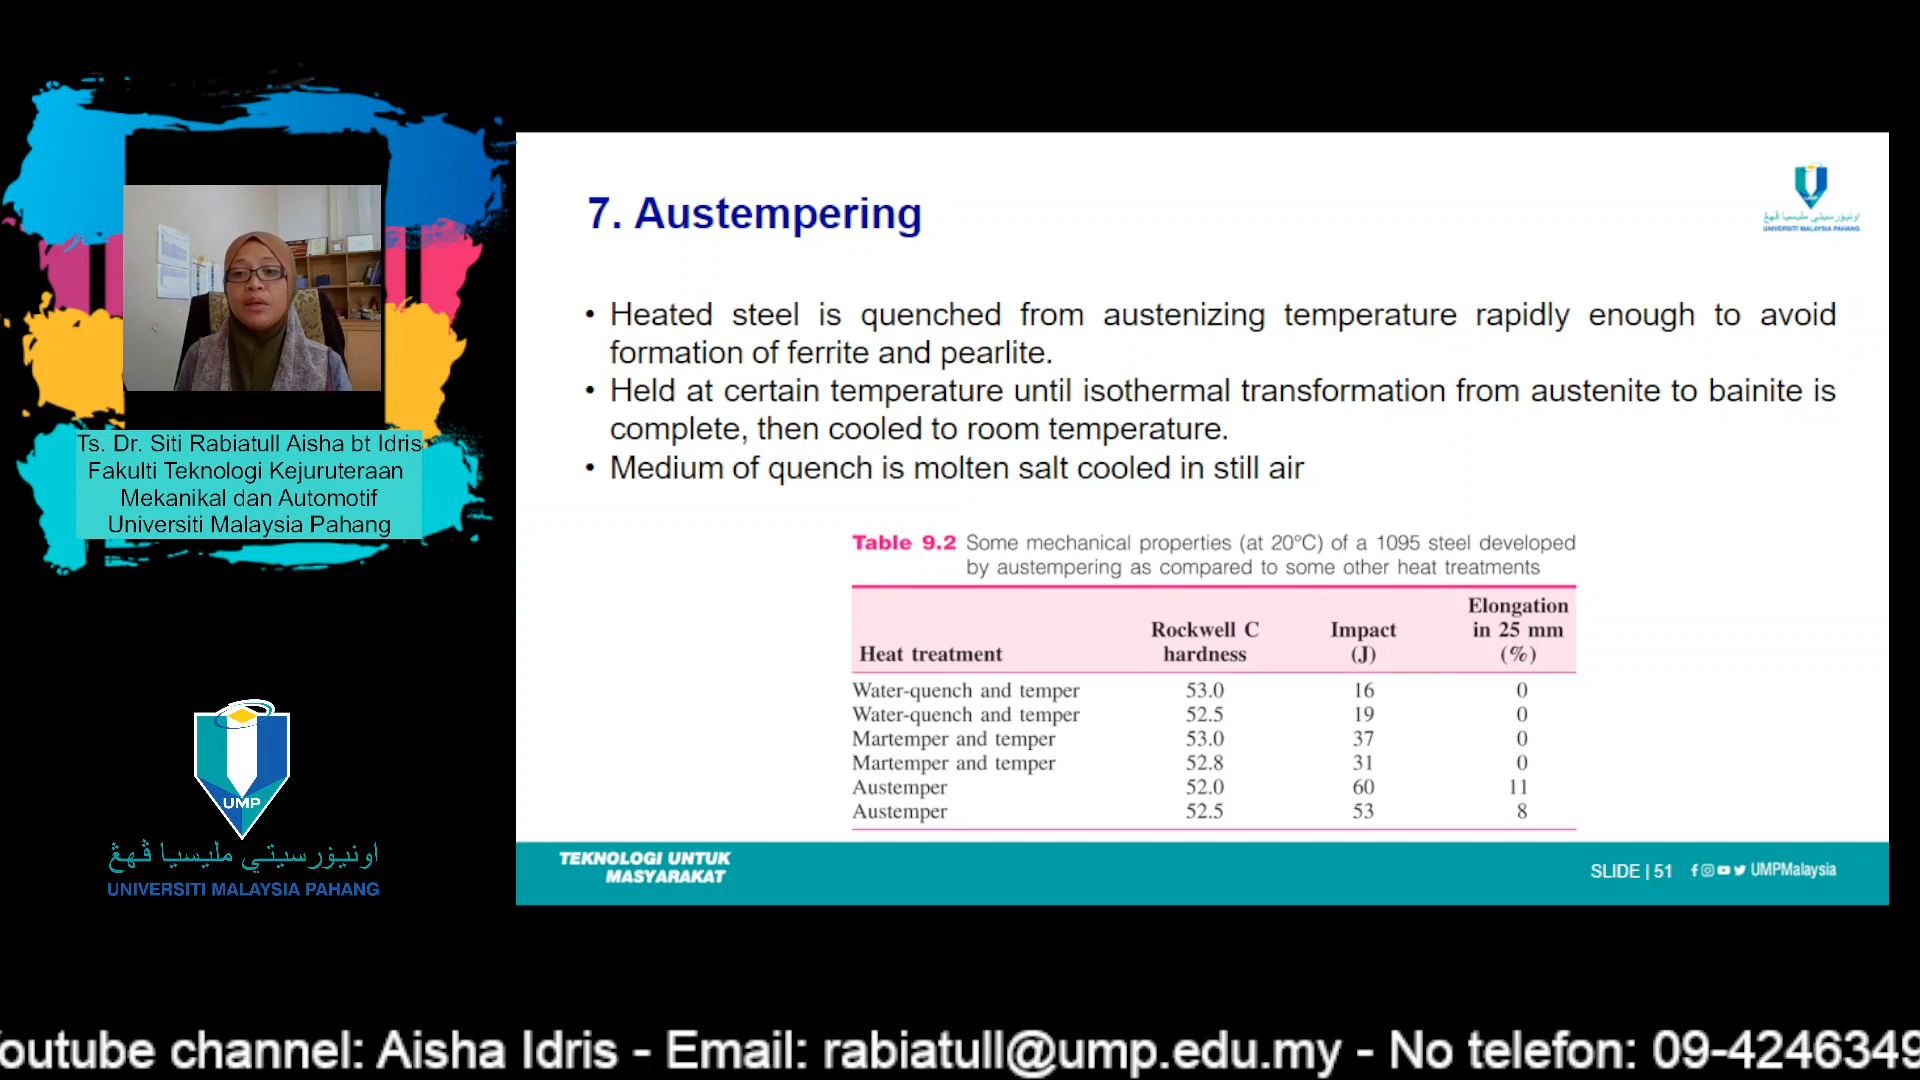 7. Austempering
اونيۏرسيتي مليسيا ڤهڠ
UNIVERSITI MALAYSIA PAHANG
• Heated steel is quenched from austenizing temperature rapidly enough to avoid
formation of ferrite and pearlite.
• Held at certain temperature until isothermal transformation from austenite to bainite is
complete, then cooled to room temperature.
• Medium of quench is molten salt cooled in still air
Ts. Dr. Siti Rabiatull Aisha bt Idris
Fakulti Teknologi Kejuruteraan
Mekanikal dan Automotif
Universiti Malaysia Pahang
Table 9.2 Some mechanical properties (at 20°C) of a 1095 steel developed
by austempering as compared to some other heat treatments
Heat treatment Rockwell C hardness Impact (J) Elongation in 25 mm (%)
Water-quench and temper 53.0 16 0
Water-quench and temper 52.5 19 0
Martemper and temper 53.0 37 0
Martemper and temper 52.8 31 0
Austemper 52.0 60 11
Austemper 52.5 53 8
UMP
اونيۏرسيتي مليسيا ڤهڠ
UNIVERSITI MALAYSIA PAHANG
TEKNOLOGI UNTUK
MASYARAKAT
SLIDE | 51 UMPMalaysia
outube channel: Aisha Idris - Email: rabiatull@ump.edu.my - No telefon: 09-4246349